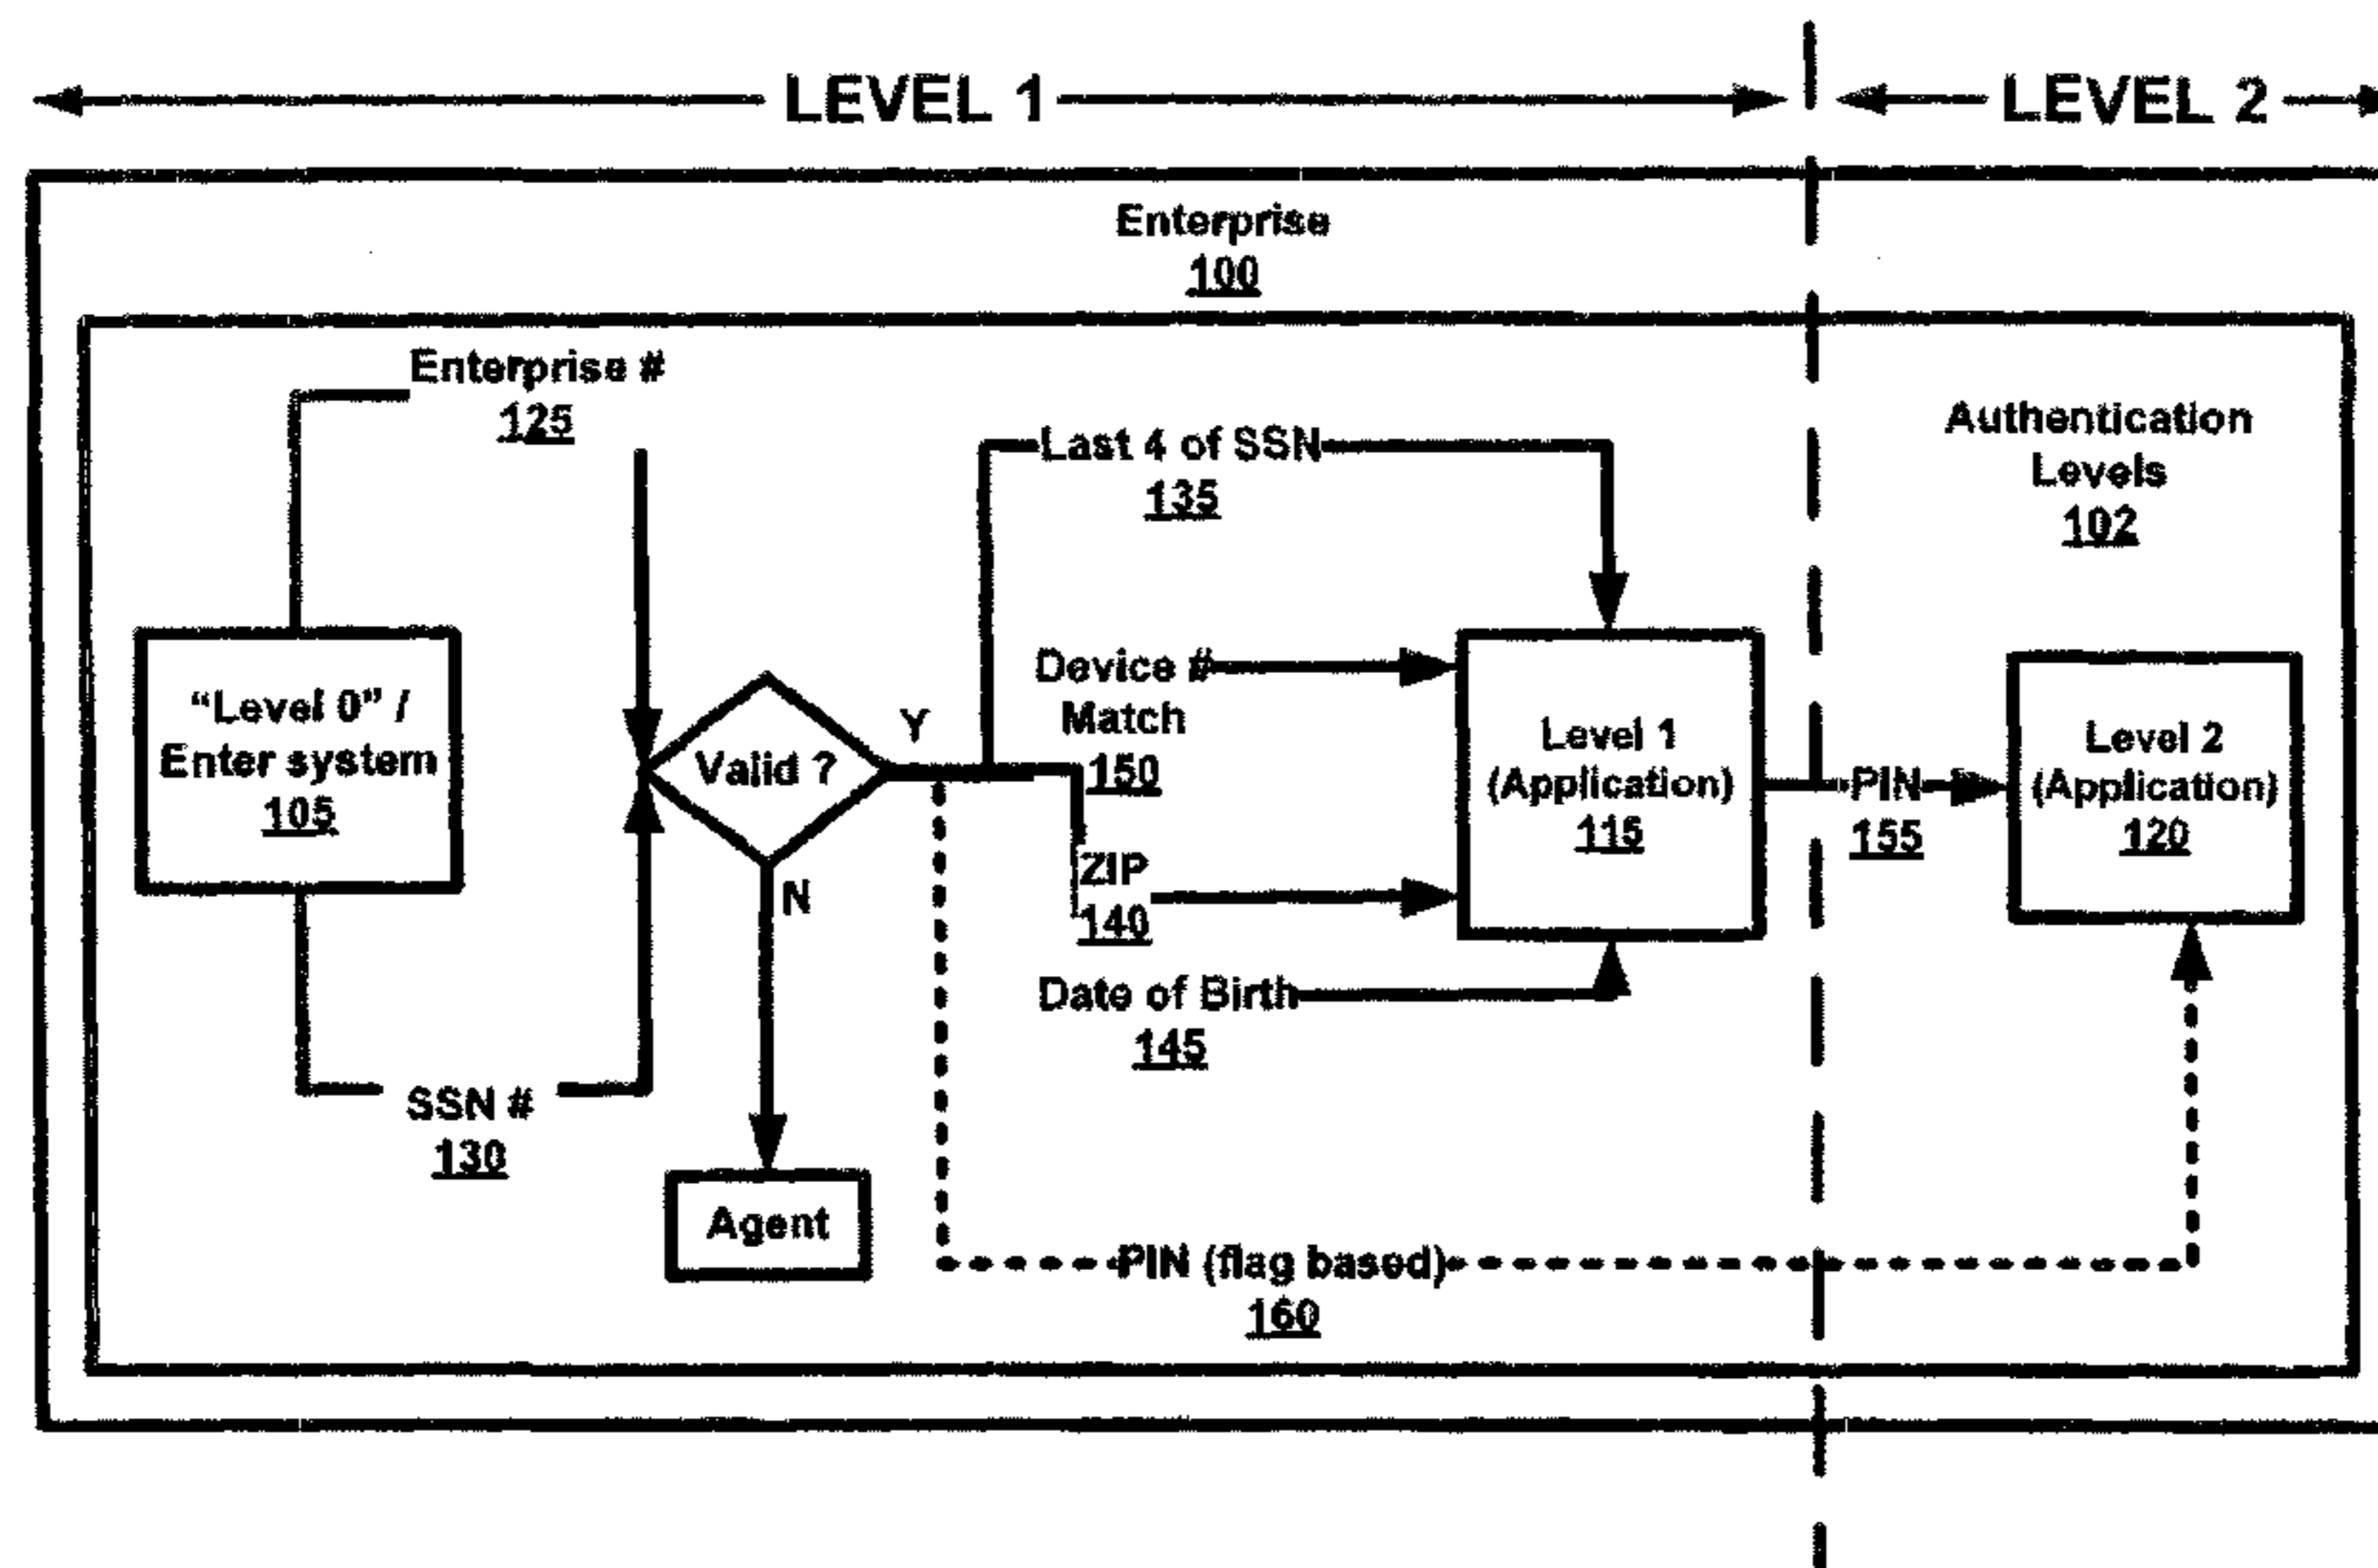 LEVEL 1
LEVEL 2
Enterprise
100
Enterprise #
125
Last 4 of SSN
135
Authentication
Levels
102
"Level 0" /
Enter system
105
Valid ?
Y
N
Device #
Match
150
ZIP
140
Date of Birth
145
Level 1
(Application)
115
PIN
155
Level 2
(Application)
120
SSN #
130
Agent
PIN (flag based)
160